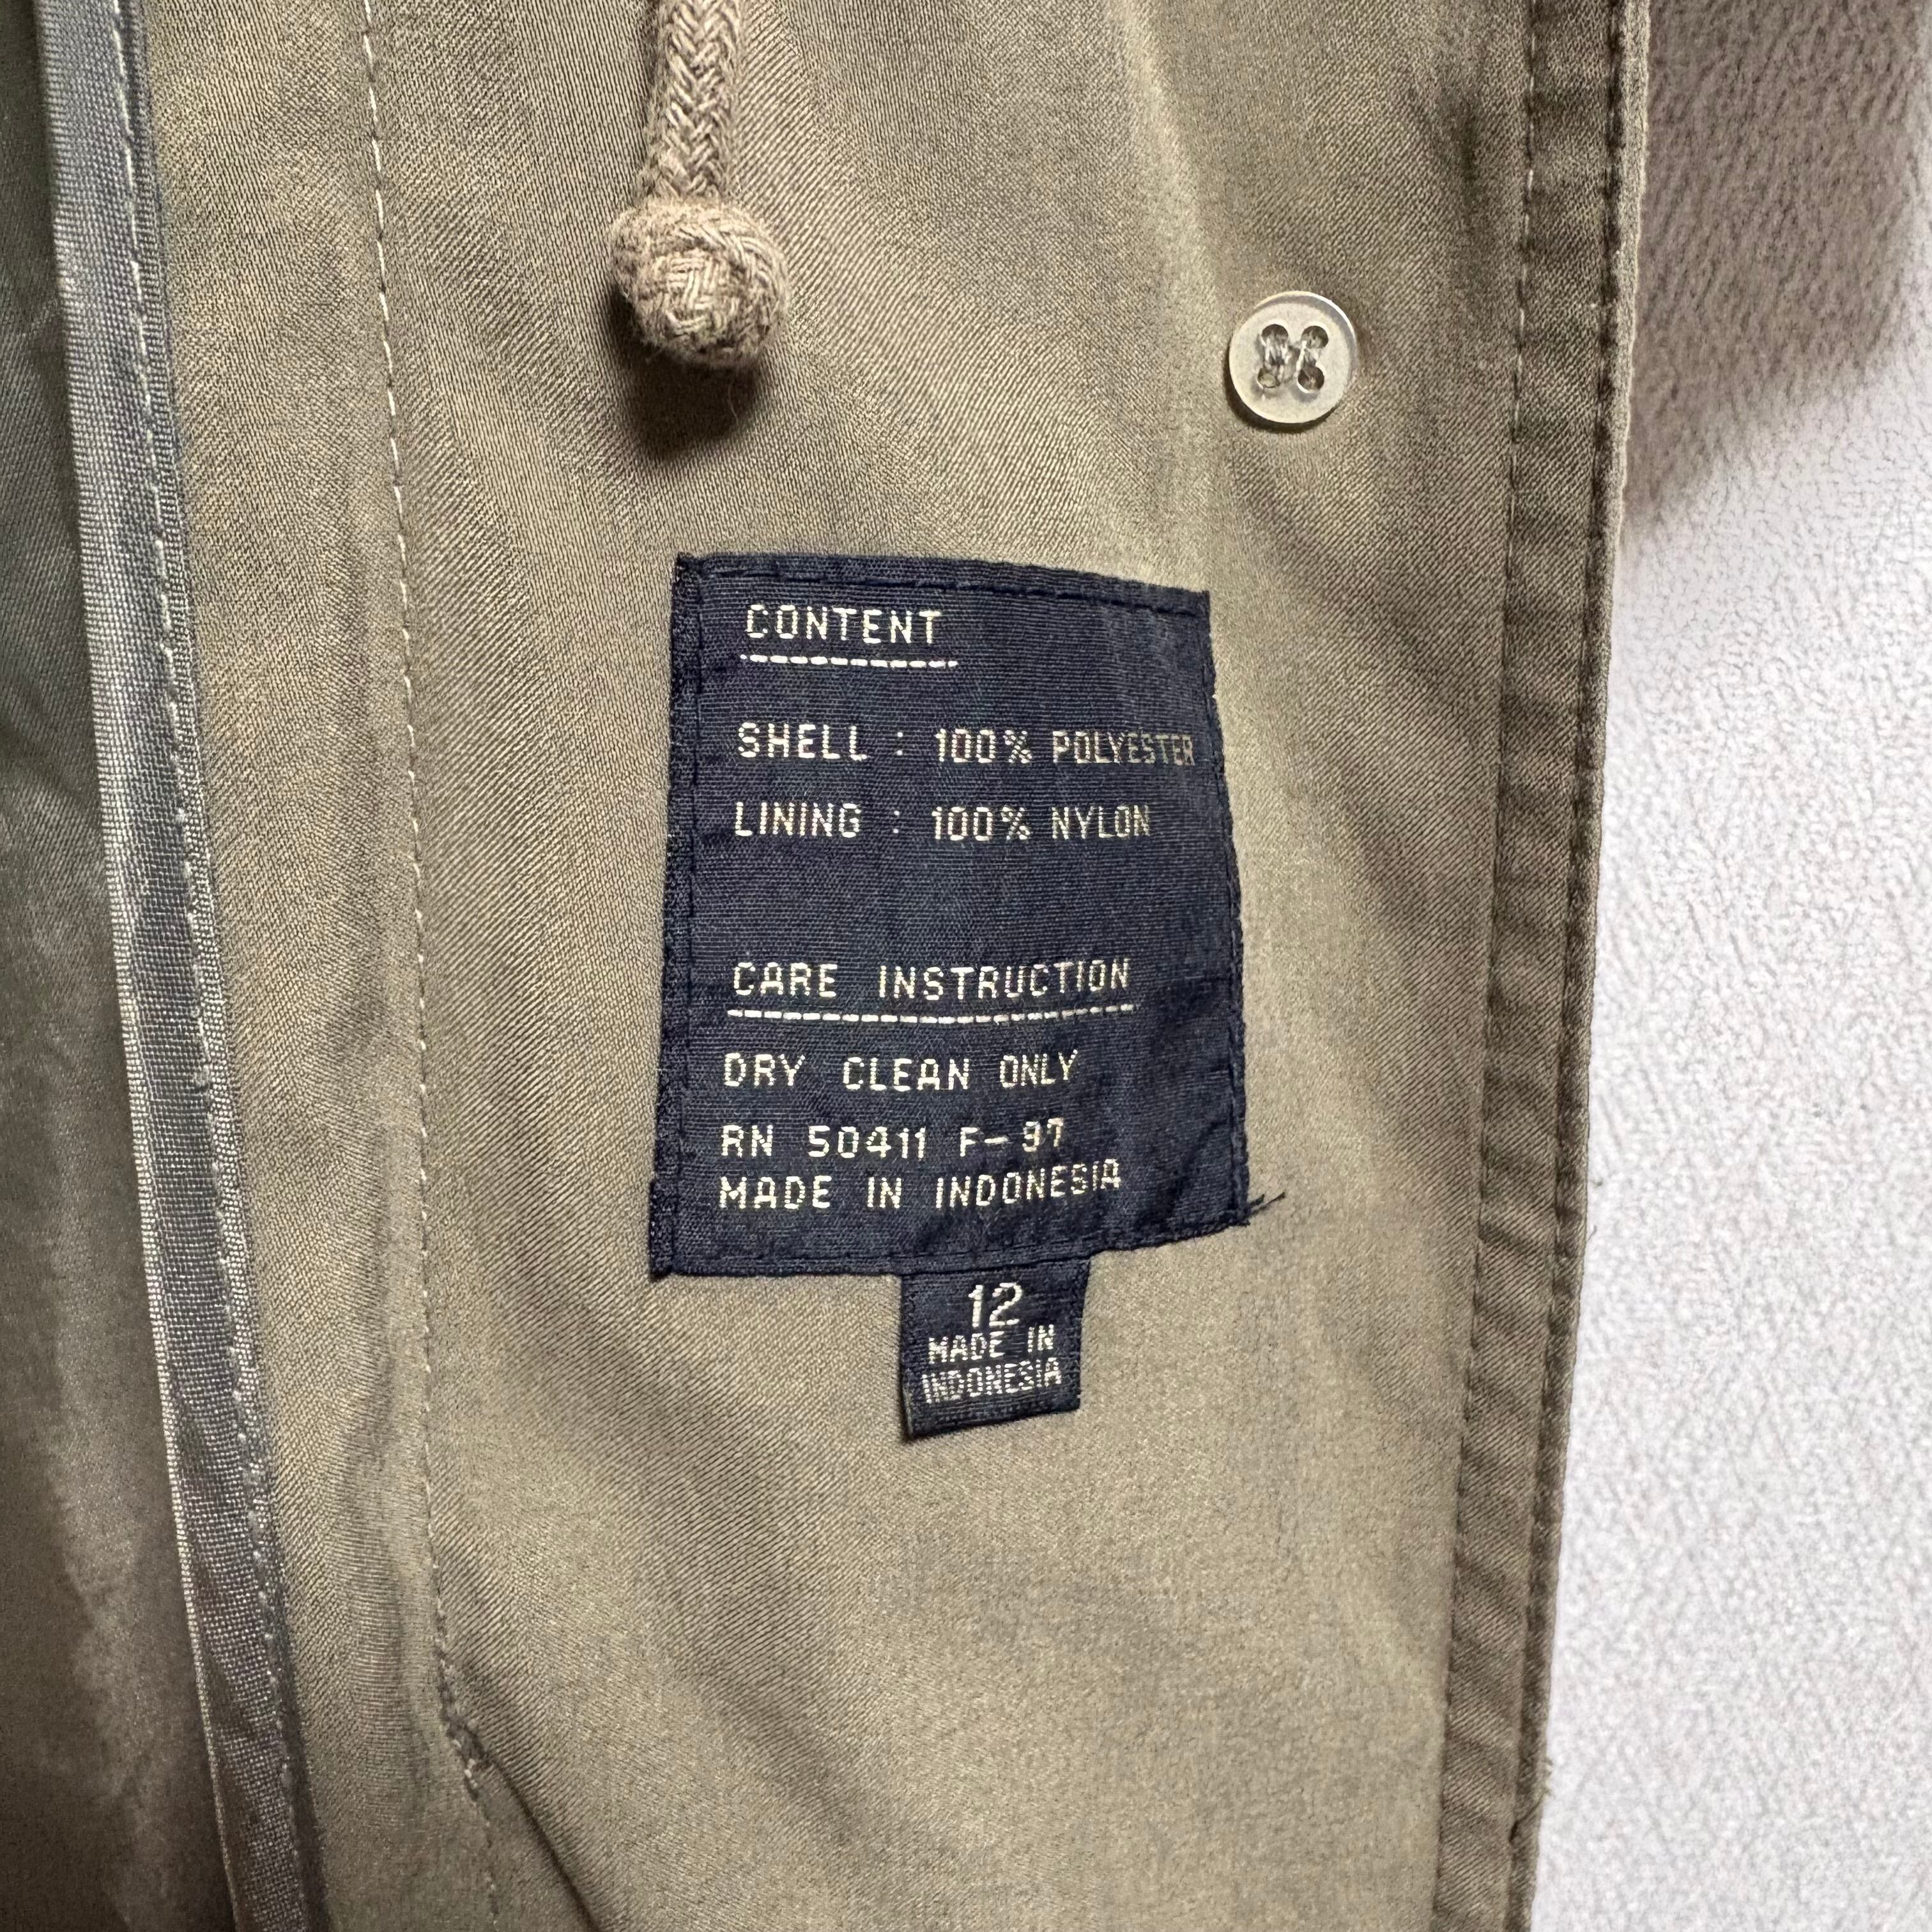 CONTENT
SHELL : 100% POLYESTER
LINING : 100% NYLON
CARE INSTRUCTION
DRY CLEAN ONLY
RN 50411 F-97
MADE IN INDONESIA
12
MADE IN
INDONESIA